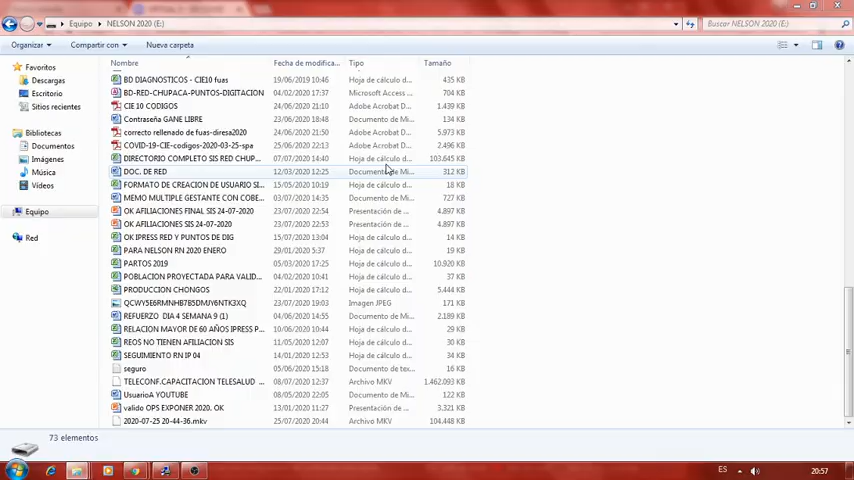 Equipo ▸ NELSON 2020 (E:)
Buscar NELSON 2020 (E:)
Organizar Compartir con Nueva carpeta
Favoritos
Descargas
Escritorio
Sitios recientes
Bibliotecas
Documentos
Imágenes
Música
Vídeos
Equipo
Red
Nombre Fecha de modifica... Tipo Tamaño
BD DIAGNOSTICOS - CIE10 fuas 19/06/2019 10:46 Hoja de cálculo d... 435 KB
BD-RED-CHUPACA-PUNTOS-DIGITACION 04/02/2020 17:37 Microsoft Access ... 704 KB
CIE 10 CODIGOS 24/06/2020 21:10 Adobe Acrobat D... 1.439 KB
Contraseña GANE LIBRE 23/06/2020 18:48 Documento de Mi... 134 KB
correcto rellenado de fuas-diresa2020 24/06/2020 21:50 Adobe Acrobat D... 5.973 KB
COVID-19-CIE-codigos-2020-03-25-spa 25/06/2020 22:13 Adobe Acrobat D... 2.496 KB
DIRECTORIO COMPLETO SIS RED CHUP... 07/07/2020 14:40 Hoja de cálculo d... 103.645 KB
DOC. DE RED 12/03/2020 12:25 Documento de Mi... 312 KB
FORMATO DE CREACION DE USUARIO SI... 15/05/2020 10:19 Hoja de cálculo d... 18 KB
MEMO MULTIPLE GESTANTE CON COBE... 20/07/2020 14:35 Documento de Mi... 727 KB
OK AFILIACIONES FINAL SIS 24-07-2020 23/07/2020 22:54 Presentación de ... 4.897 KB
OK AFILIACIONES SIS 24-07-2020 23/07/2020 22:53 Presentación de ... 4.897 KB
OK IPRESS RED Y PUNTOS DE DIG 15/07/2020 13:04 Hoja de cálculo d... 14 KB
PARA NELSON RN 2020 ENERO 29/01/2020 5:37 Hoja de cálculo d... 19 KB
PARTOS 2019 05/03/2020 17:25 Hoja de cálculo d... 10.920 KB
POBLACION PROYECTADA PARA VALID... 04/02/2020 10:41 Hoja de cálculo d... 37 KB
PRODUCCION CHONGOS 22/01/2020 17:12 Hoja de cálculo d... 5.444 KB
QCWY5E6RMNHB7B5DMJY6NTK3XQ 23/07/2020 19:03 Imagen JPEG 171 KB
REFUERZO DIA 4 SEMANA 9 (1) 04/06/2020 14:55 Documento de Mi... 2.189 KB
RELACION MAYOR DE 60 AÑOS IPRESS P... 10/06/2020 12:44 Hoja de cálculo d... 29 KB
REOS NO TIENEN AFILIACION SIS 11/05/2020 12:07 Hoja de cálculo d... 30 KB
SEGUIMIENTO RN IP 04 14/01/2020 12:53 Hoja de cálculo d... 34 KB
seguro 05/06/2020 15:18 Documento de tex... 16 KB
TELECONF.CAPACITACION TELESALUD ... 08/07/2020 12:37 Archivo MKV 1.462.093 KB
UsuarioA YOUTUBE 08/05/2020 22:05 Documento de Mi... 122 KB
valido OPS EXPONER 2020. OK 13/01/2020 11:27 Presentación de ... 3.321 KB
2020-07-25 20-44-36.mkv 25/07/2020 20:44 Archivo MKV 104.448 KB
73 elementos
ES 20:57